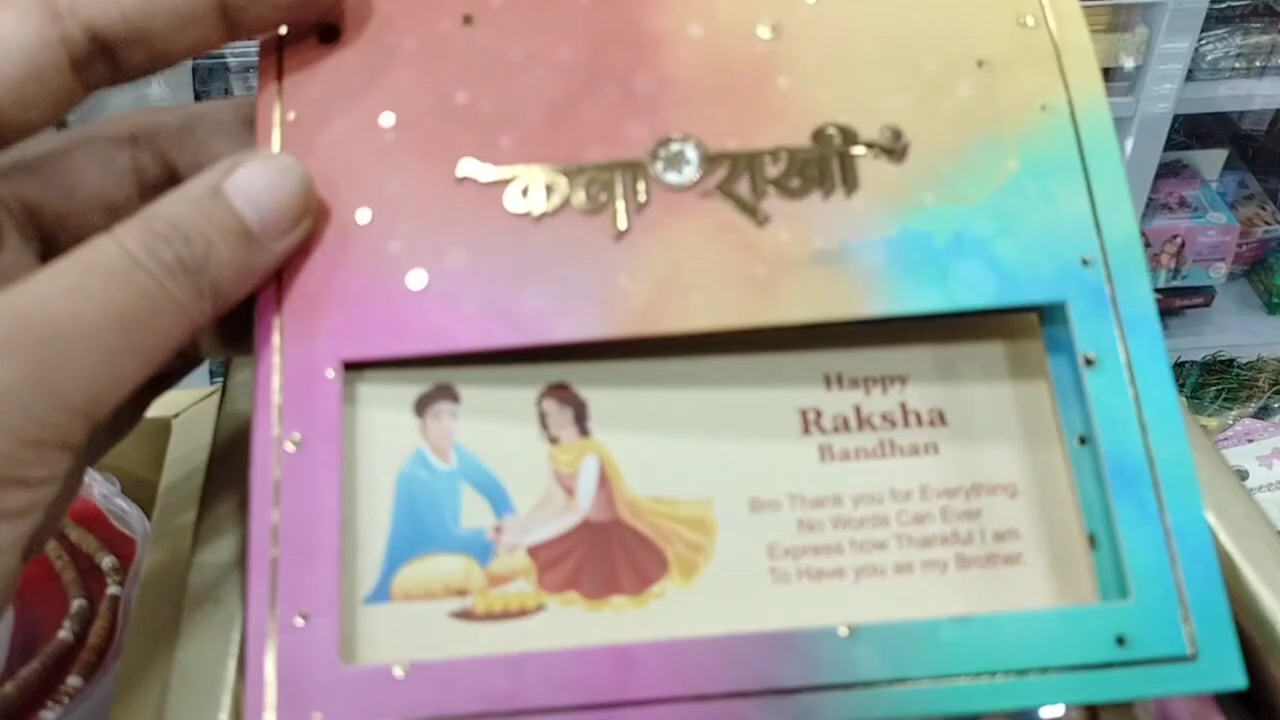 कला राखी
Happy
Raksha
Bandhan
Bro Thank you for Everything,
No Words Can Ever
Express how Thankful I am
To Have you as my Brother.